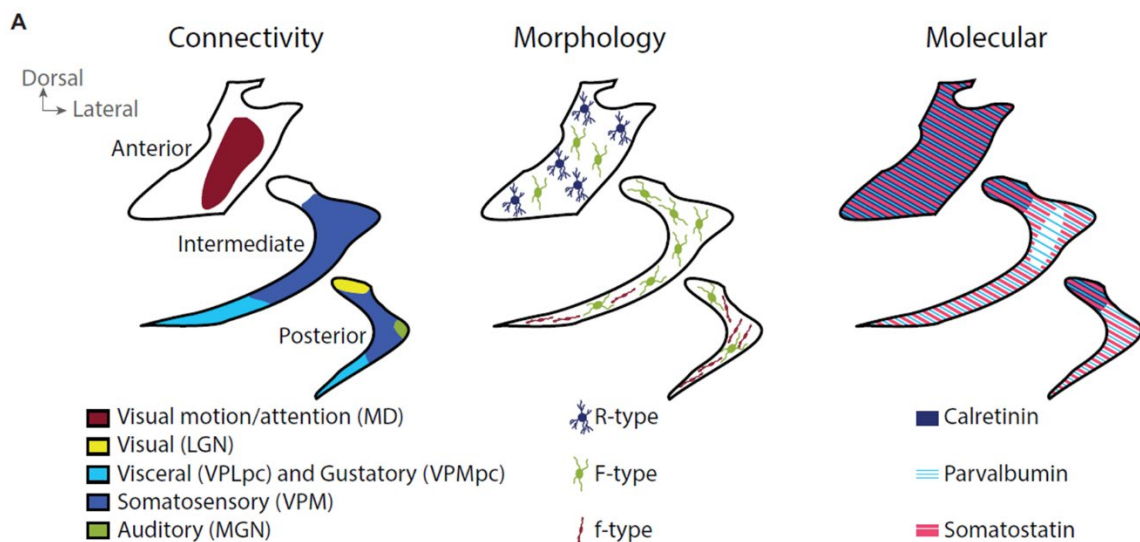 A
Connectivity
Morphology
Molecular
Dorsal
Lateral
Anterior
Intermediate
Posterior
Visual motion/attention (MD)
Visual (LGN)
Visceral (VPLpc) and Gustatory (VPMpc)
Somatosensory (VPM)
Auditory (MGN)
R-type
F-type
f-type
Calretinin
Parvalbumin
Somatostatin